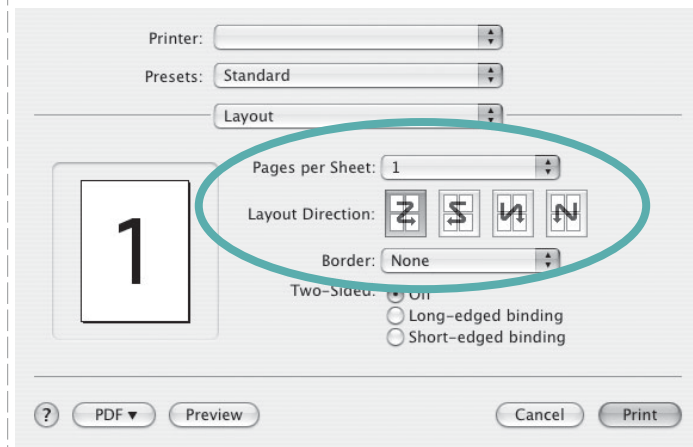 Printer:
Presets: Standard
Layout
Pages per Sheet: 1
Layout Direction:
Border: None
Two-Sided: Off
Long-edged binding
Short-edged binding
1
? PDF▼ Preview Cancel Print